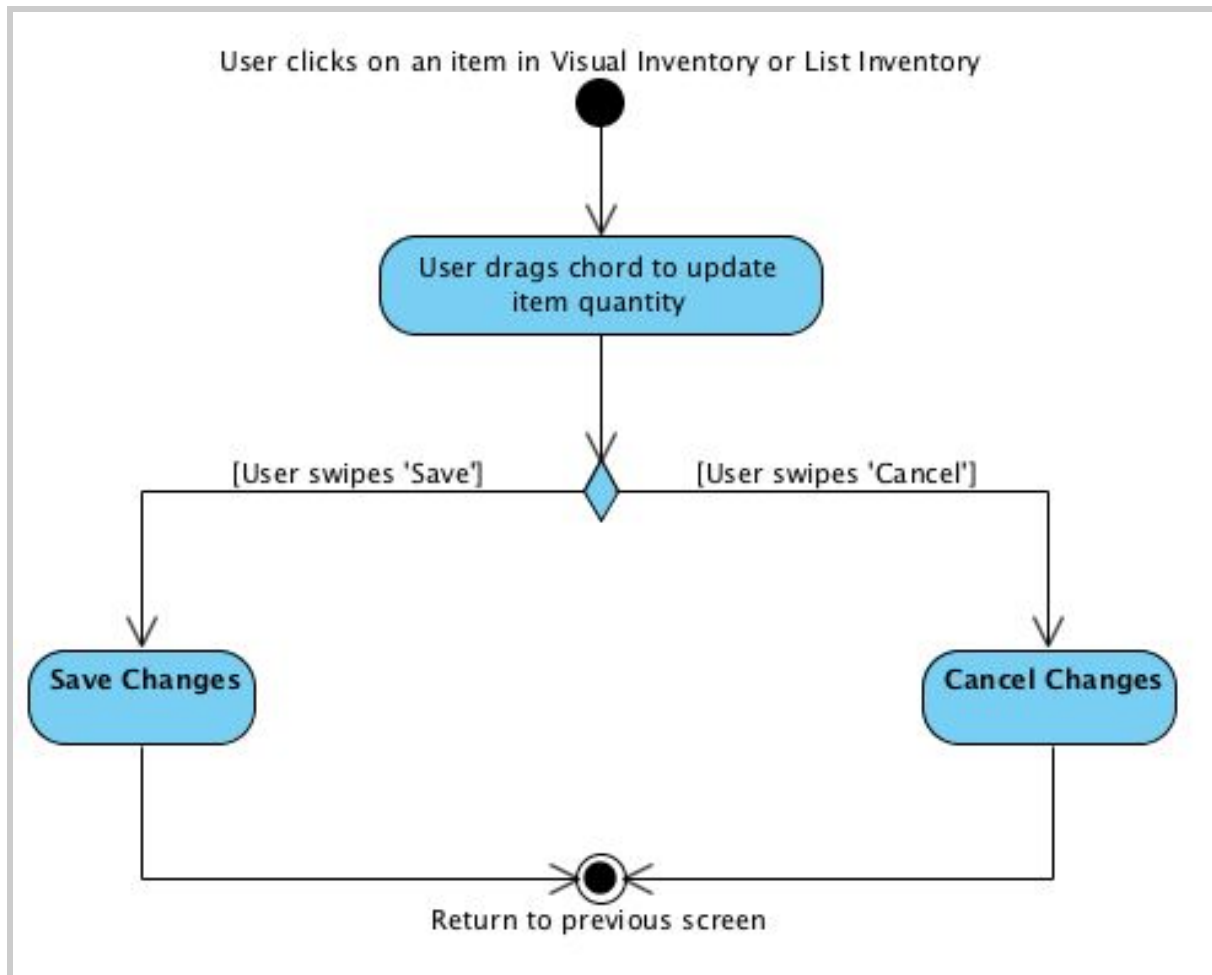 User clicks on an item in Visual Inventory or List Inventory
User drags chord to update
item quantity
[User swipes 'Save']
[User swipes 'Cancel']
Save Changes
Cancel Changes
Return to previous screen